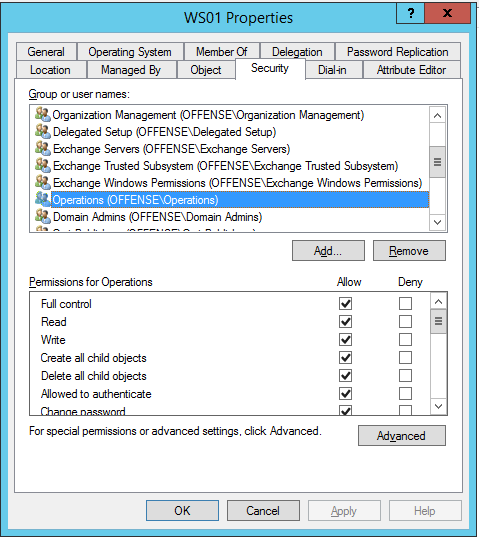 WS01 Properties
?
x
General
Operating System
Member Of
Delegation
Password Replication
Location
Managed By
Object
Security
Dial-in
Attribute Editor
Group or user names:
Organization Management (OFFENSE\Organization Management)
Delegated Setup (OFFENSE\Delegated Setup)
Exchange Servers (OFFENSE\Exchange Servers)
Exchange Trusted Subsystem (OFFENSE\Exchange Trusted Subsystem)
Exchange Windows Permissions (OFFENSE\Exchange Windows Permissions)
Operations (OFFENSE\Operations)
Domain Admins (OFFENSE\Domain Admins)
Add...
Remove
Permissions for Operations
Allow
Deny
Full control
Read
Write
Create all child objects
Delete all child objects
Allowed to authenticate
Change password
For special permissions or advanced settings, click Advanced.
Advanced
OK
Cancel
Apply
Help